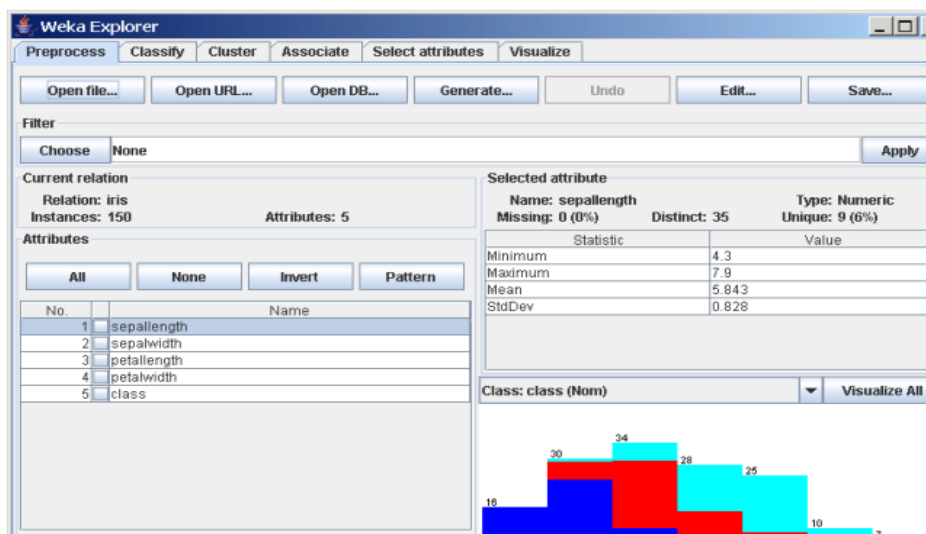 Weka Explorer
Preprocess Classify Cluster Associate Select attributes Visualize
Open file... Open URL... Open DB... Generate... Undo Edit... Save...
Filter
Choose None Apply
Current relation
Relation: iris
Instances: 150 Attributes: 5
Attributes
All None Invert Pattern
No. Name
1 sepallength
2 sepalwidth
3 petallength
4 petalwidth
5 class
Selected attribute
Name: sepallength Type: Numeric
Missing: 0 (0%) Distinct: 35 Unique: 9 (6%)
Statistic Value
Minimum 4.3
Maximum 7.9
Mean 5.843
StdDev 0.828
Class: class (Nom) Visualize All
16 30 34 28 25 10